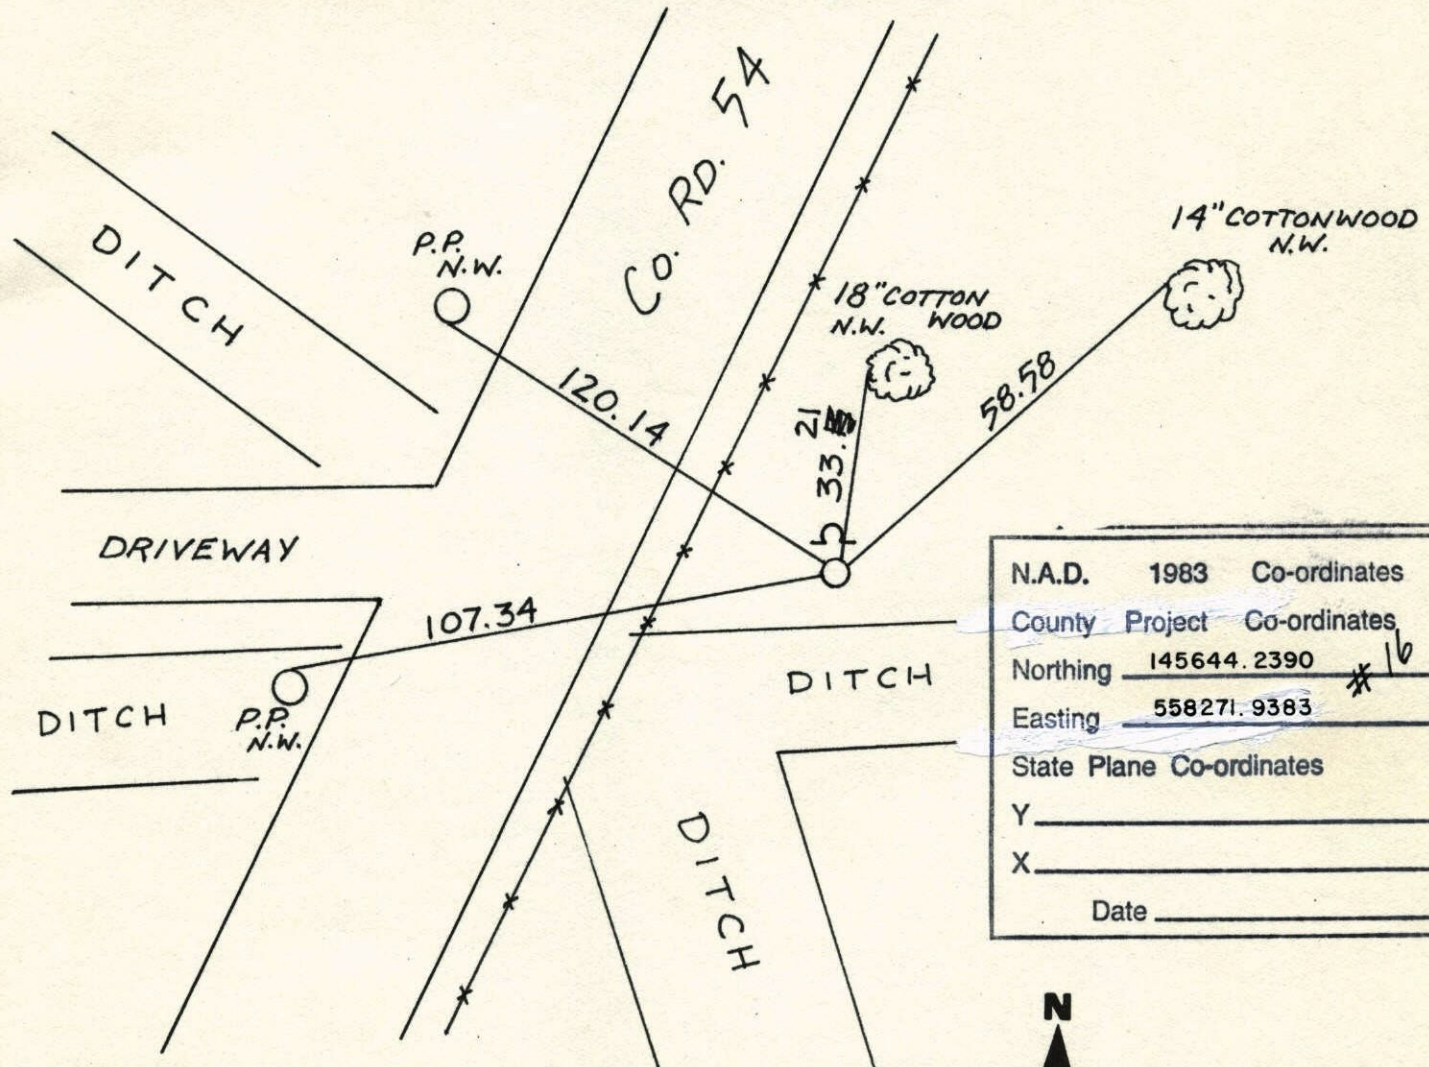 Co. RD. 54
14" COTTONWOOD
N.W.
P.P.
N.W.
DITCH
18" COTTON
N.W. WOOD
120.14
58.58
33.21
DRIVEWAY
107.34
DITCH
DITCH
P.P.
N.W.
DITCH
N.A.D. 1983 Co-ordinates
County Project Co-ordinates
Northing 145644.2390
# 16
Easting 558271.9383
State Plane Co-ordinates
Y
X
Date
N